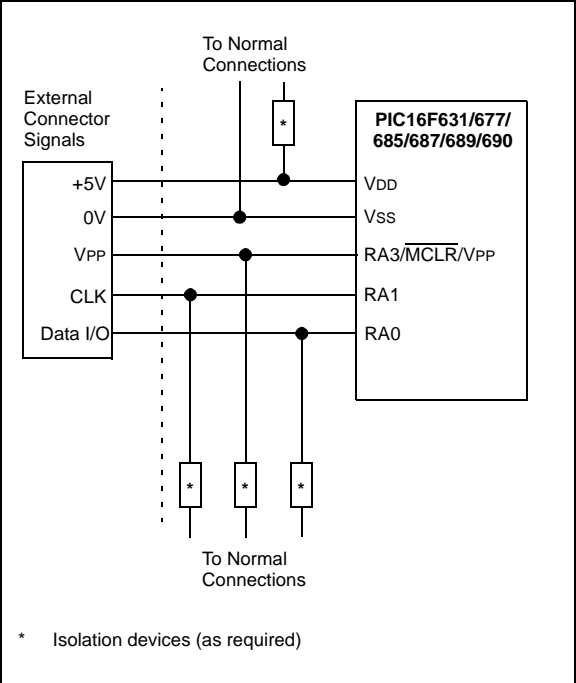 To Normal
Connections
External
Connector
Signals
*
PIC16F631/677/
685/687/689/690
+5V
VDD
0V
VSS
VPP
RA3/MCLR/VPP
CLK
RA1
Data I/O
RA0
* * *
To Normal
Connections
* Isolation devices (as required)